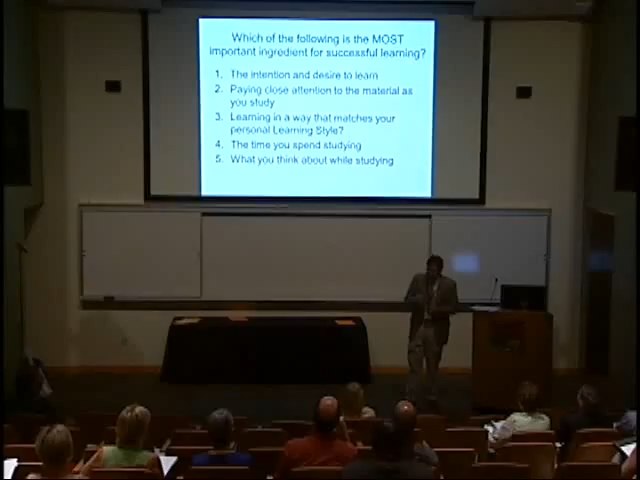 Which of the following is the MOST
important ingredient for successful learning?
1. The intention and desire to learn
2. Paying close attention to the material as
you study
3. Learning in a way that matches your
personal Learning Style?
4. The time you spend studying
5. What you think about while studying